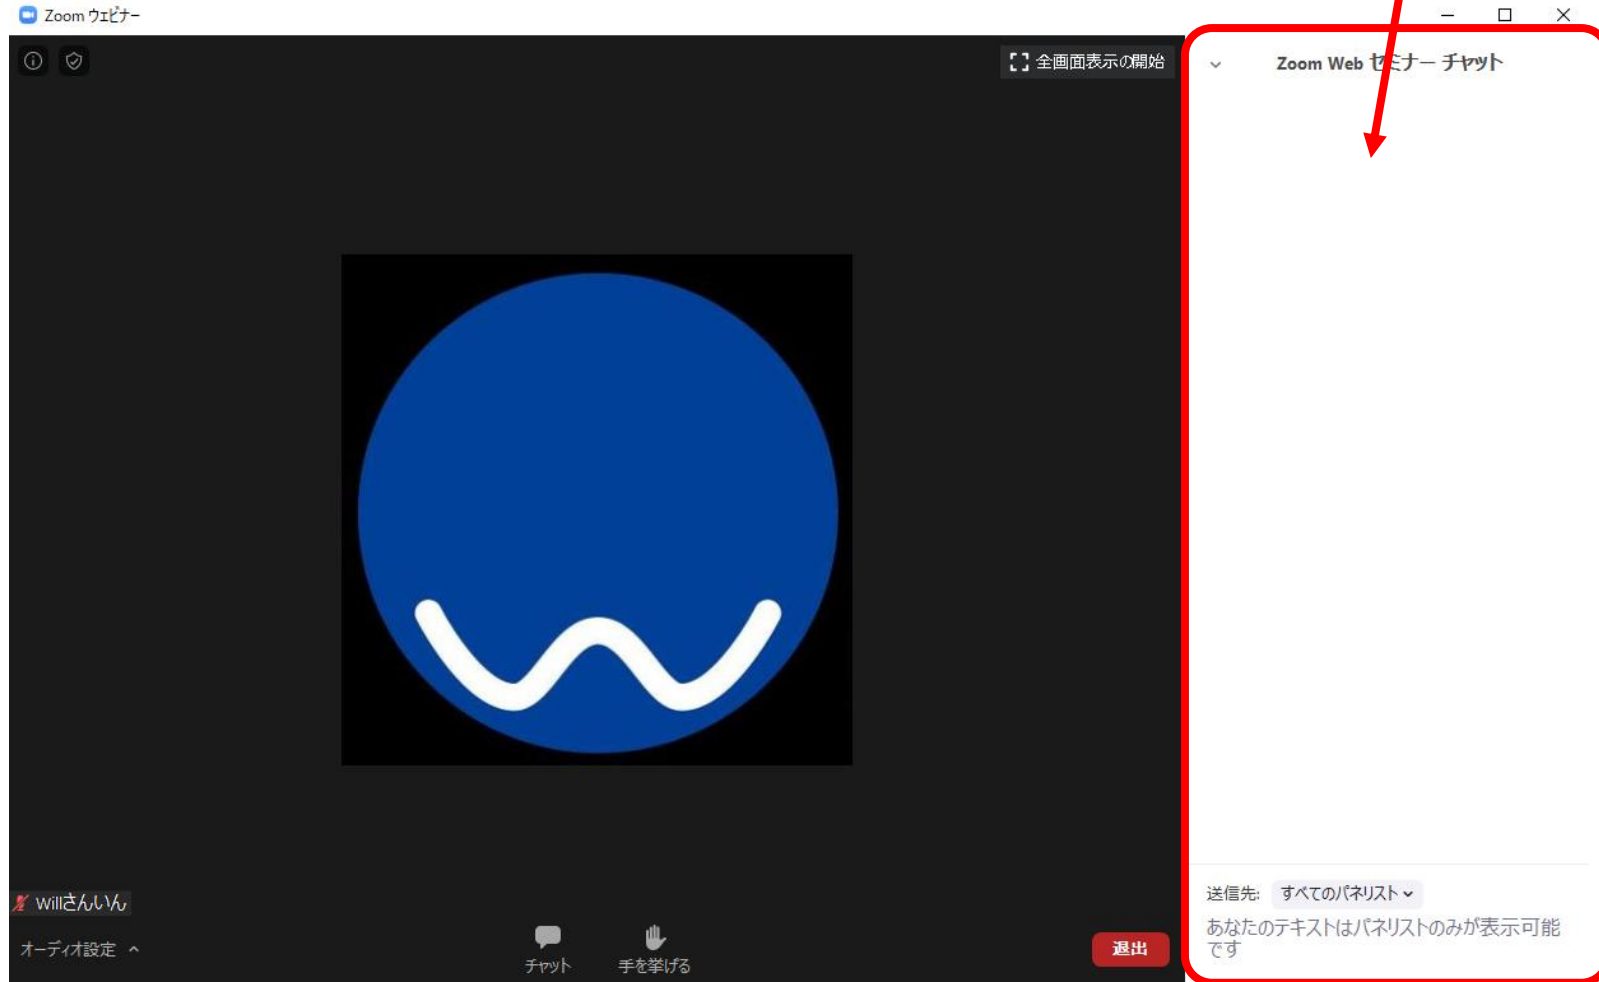 Zoom ウェビナー
全画面表示の開始
Zoom Web セミナー チャット
Willさんいん
オーディオ設定
チャット
手を挙げる
退出
送信先: すべてのパネリスト
あなたのテキストはパネリストのみが表示可能
です